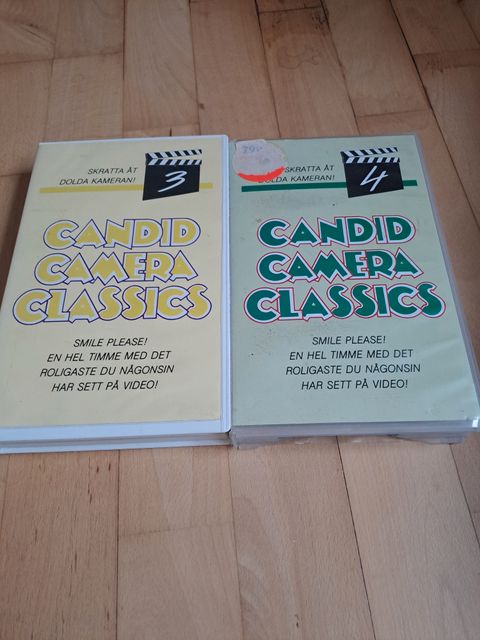 SKRATTA ÅT
DOLDA KAMERAN!
3
CANDID
CAMERA
CLASSICS
SMILE PLEASE!
EN HEL TIMME MED DET
ROLIGASTE DU NÅGONSIN
HAR SETT PÅ VIDEO!
SKRATTA ÅT
DOLDA KAMERAN!
4
CANDID
CAMERA
CLASSICS
SMILE PLEASE!
EN HEL TIMME MED DET
ROLIGASTE DU NÅGONSIN
HAR SETT PÅ VIDEO!